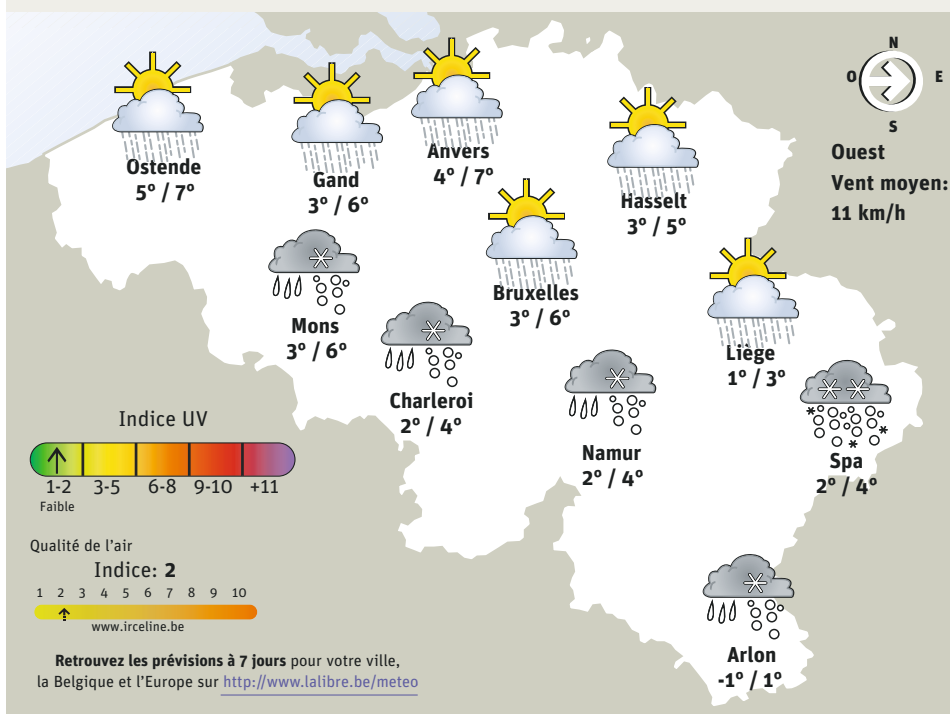 N
O E
S
Ouest
Vent moyen:
11 km/h
Ostende
5° / 7°
Gand
3° / 6°
Anvers
4° / 7°
Hasselt
3° / 5°
Bruxelles
3° / 6°
Mons
3° / 6°
Charleroi
2° / 4°
Liège
1° / 3°
Namur
2° / 4°
Spa
2° / 4°
Arlon
-1° / 1°
Indice UV
1-2 3-5 6-8 9-10 +11
Faible
Qualité de l'air
Indice: 2
1 2 3 4 5 6 7 8 9 10
www.irceline.be
Retrouvez les prévisions à 7 jours pour votre ville,
la Belgique et l'Europe sur http://www.lalibre.be/meteo